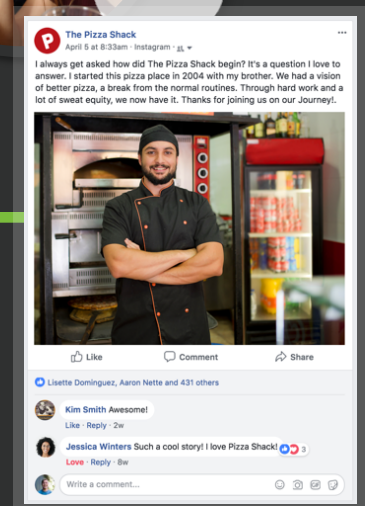 The Pizza Shack
April 5 at 8:33am · Instagram ·
I always get asked how did The Pizza Shack begin? It's a question I love to
answer. I started this pizza place in 2004 with my brother. We had a vision
of better pizza, a break from the normal routines. Through hard work and a
lot of sweat equity, we now have it. Thanks for joining us on our Journey!.
Like Comment Share
Lisette Dominguez, Aaron Nette and 431 others
Kim Smith Awesome!
Like · Reply · 2w
Jessica Winters Such a cool story! I love Pizza Shack! 3
Love · Reply · 8w
Write a comment... GIF